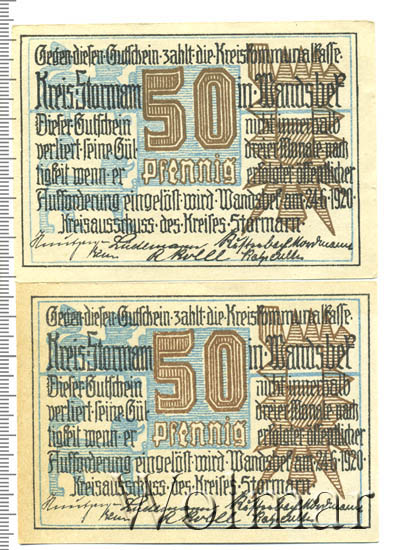 Gegen diesen Gutschein zahlt die Kreiskommunalkasse
Kreis Stormarn 50 in Wandsbek
Dieser Gutschein nicht innerhalb
verliert seine Gül dreier Monate nach
tigkeit wenn er Pfennig erfolgter öffentlicher
Aufforderung eingelöst wird Wandsbek am 24.6.1920
Kreisausschuss des Kreises Stormarn
Lüdemann
Gegen diesen Gutschein zahlt die Kreiskommunalkasse
Kreis Stormarn 50 in Wandsbek
Dieser Gutschein nicht innerhalb
verliert seine Gül dreier Monate nach
tigkeit wenn er Pfennig erfolgter öffentlicher
Aufforderung eingelöst wird Wandsbek am 24.6.1920
Kreisausschuss des Kreises Stormarn
Lüdemann
Wolmar